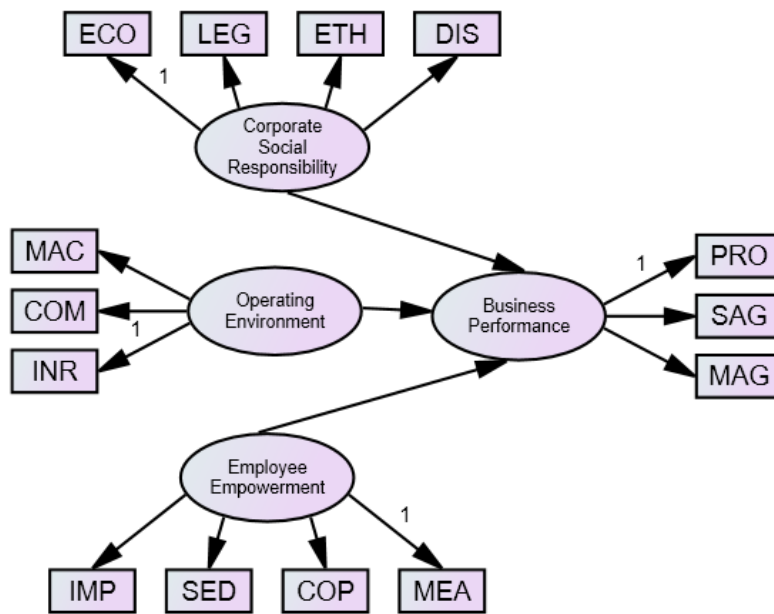 ECO
LEG
ETH
DIS
1
Corporate
Social
Responsibility
MAC
COM
INR
1
Operating
Environment
Business
Performance
1
PRO
SAG
MAG
Employee
Empowerment
1
IMP
SED
COP
MEA